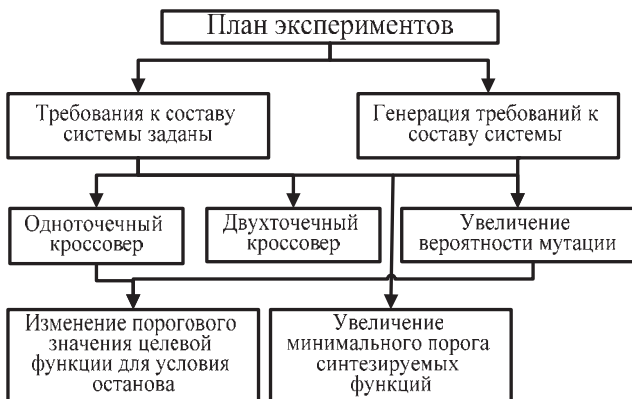 План экспериментов
Требования к составу
системы заданы
Генерация требований к
составу системы
Одноточечный
кроссовер
Двухточечный
кроссовер
Увеличение
вероятности мутации
Изменение порогового
значения целевой
функции для условия
останова
Увеличение
минимального порога
синтезируемых
функций